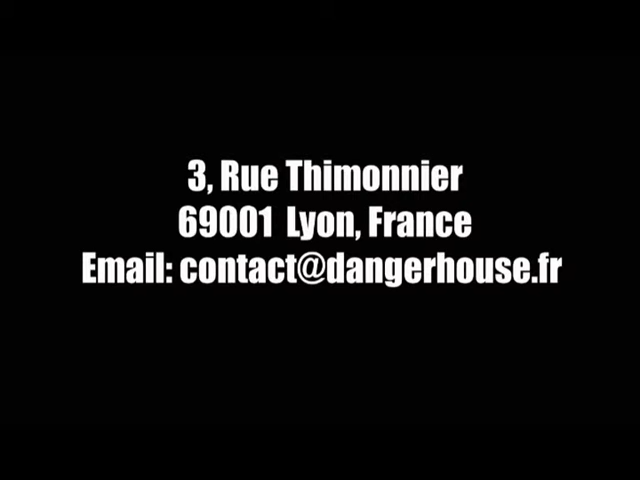 3, Rue Thimonnier
69001 Lyon, France
Email: contact@dangerhouse.fr